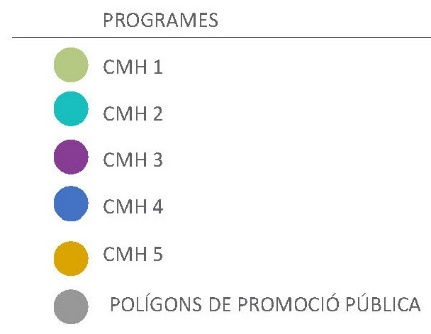 PROGRAMES
CMH 1
CMH 2
CMH 3
CMH 4
CMH 5
POLÍGONS DE PROMOCIÓ PÚBLICA